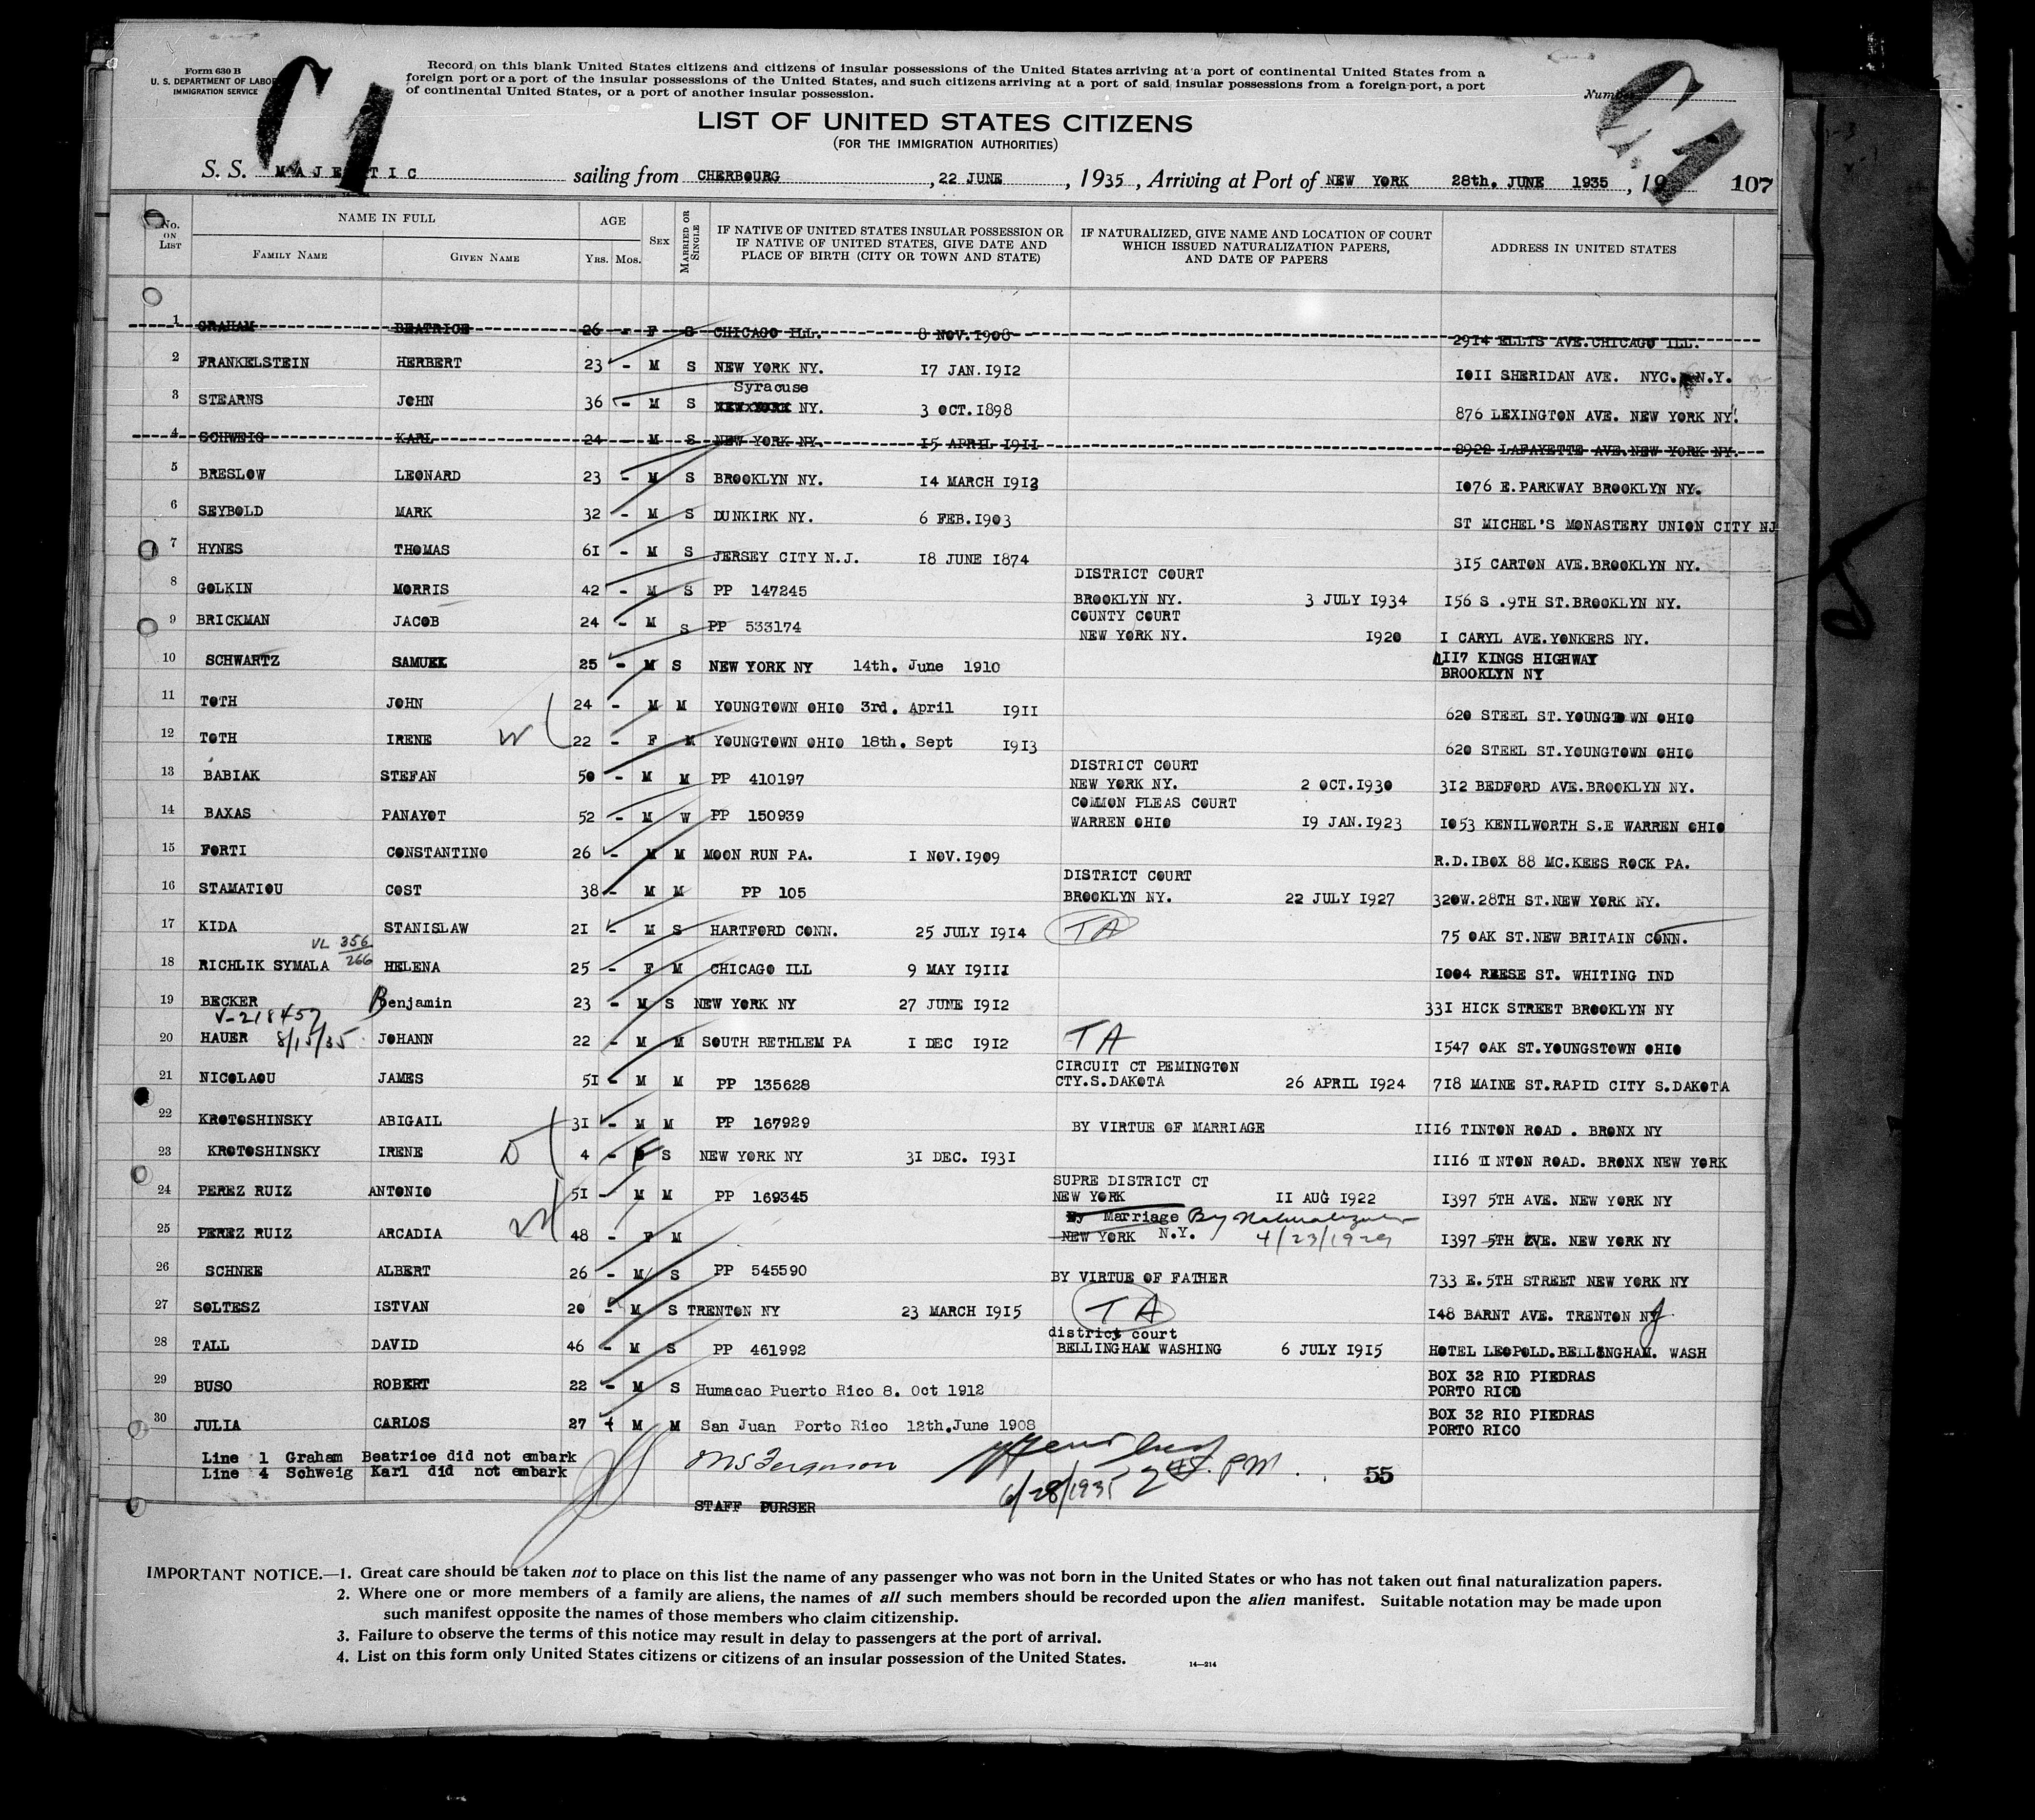 Form 630 B
U. S. DEPARTMENT OF LABOR
IMMIGRATION SERVICE
Record on this blank United States citizens and citizens of insular possessions of the United States arriving at a port of continental United States from a
foreign port or a port of the insular possessions of the United States, and such citizens arriving at a port of said insular possessions from a foreign port, a port
of continental United States, or a port of another insular possession.
Number
LIST OF UNITED STATES CITIZENS
(FOR THE IMMIGRATION AUTHORITIES)
S. S. MAJESTIC sailing from CHERBOURG , 22 JUNE , 1935 , Arriving at Port of NEW YORK 28th. JUNE 1935 , 19 107
No. ON LIST NAME IN FULL FAMILY NAME GIVEN NAME AGE YRS. MOS. SEX MARRIED OR SINGLE IF NATIVE OF UNITED STATES INSULAR POSSESSION OR IF NATIVE OF UNITED STATES, GIVE DATE AND PLACE OF BIRTH (CITY OR TOWN AND STATE) IF NATURALIZED, GIVE NAME AND LOCATION OF COURT WHICH ISSUED NATURALIZATION PAPERS, AND DATE OF PAPERS ADDRESS IN UNITED STATES
1 GRAHAM BEATRICE 26 - F S CHICAGO ILL. 8 NOV.1908 2914 ELLIS AVE.CHICAGO ILL.
2 FRANKELSTEIN HERBERT 23 - M S NEW YORK NY. 17 JAN.1912 1011 SHERIDAN AVE. NYC. N.Y.
Syracuse
3 STEARNS JOHN 36 - M S NEW YORK NY. 3 OCT.1898 876 LEXINGTON AVE. NEW YORK NY.
4 SCHWEIG KARL 24 M S NEW YORK NY. 15 APRIL 1911 2922 LAFAYETTE AVE.NEW YORK NY.
5 BRESLOW LEONARD 23 - M S BROOKLYN NY. 14 MARCH 1912 1076 E.PARKWAY BROOKLYN NY.
6 SEYBOLD MARK 32 - M S DUNKIRK NY. 6 FEB.1903 ST MICHEL'S MONASTERY UNION CITY NJ
7 HYNES THOMAS 61 - M S JERSEY CITY N.J. 18 JUNE 1874 315 CARTON AVE.BROOKLYN NY.
DISTRICT COURT
8 GOLKIN MORRIS 42 - M S PP 147245 BROOKLYN NY. 3 JULY 1934 156 S .9TH ST.BROOKLYN NY.
COUNTY COURT
9 BRICKMAN JACOB 24 - M S PP 533174 NEW YORK NY. 1920 1 CARYL AVE.YONKERS NY.
10 SCHWARTZ SAMUEL 25 - M S NEW YORK NY 14th. June 1910 1117 KINGS HIGHWAY
BROOKLYN NY
11 TOTH JOHN 24 - M M YOUNGTOWN OHIO 3rd. April 1911 620 STEEL ST.YOUNGTOWN OHIO
12 TOTH IRENE W 22 - F M YOUNGTOWN OHIO 18th. Sept 1913 620 STEEL ST.YOUNGTOWN OHIO
DISTRICT COURT
13 BABIAK STEFAN 50 - M M PP 410197 NEW YORK NY. 2 OCT.1930 312 BEDFORD AVE.BROOKLYN NY.
COMMON PLEAS COURT
14 BAXAS PANAYOT 52 - M W PP 150939 WARREN OHIO 19 JAN.1923 1053 KENILWORTH S.E WARREN OHIO
15 FORTI CONSTANTINO 26 - M M MOON RUN PA. 1 NOV.1909 R.D.IBOX 88 MC.KEES ROCK PA.
DISTRICT COURT
16 STAMATIOU COST 38 - M M PP 105 BROOKLYN NY. 22 JULY 1927 320W.28TH ST.NEW YORK NY.
17 KIDA STANISLAW 21 - M S HARTFORD CONN. 25 JULY 1914 TA 75 OAK ST.NEW BRITAIN CONN.
VL 356
266
18 RICHLIK SYMALA HELENA 25 - F M CHICAGO ILL 9 MAY 19111 1004 REESE ST. WHITING IND
19 BECKER Benjamin 23 - M S NEW YORK NY 27 JUNE 1912 331 HICK STREET BROOKLYN NY
V-218457
20 HAUER 8/15/35 JOHANN 22 - M M SOUTH BETHLEM PA 1 DEC 1912 TA 1547 OAK ST.YOUNGSTOWN OHIO
CIRCUIT CT PEMINGTON
21 NICOLAOU JAMES 51 - M M PP 135628 CTY.S.DAKOTA 26 APRIL 1924 718 MAINE ST.RAPID CITY S.DAKOTA
22 KROTOSHINSKY ABIGAIL 31 - M M PP 167929 BY VIRTUE OF MARRIAGE 1116 TINTON ROAD . BRONX NY
23 KROTOSHINSKY IRENE D 4 - F S NEW YORK NY 31 DEC. 1931 1116 TINTON ROAD. BRONX NEW YORK
SUPRE DISTRICT CT
24 PEREZ RUIZ ANTONIO 51 - M M PP 169345 NEW YORK 11 AUG 1922 1397 5TH AVE. NEW YORK NY
By Marriage By Naturalization
25 PEREZ RUIZ ARCADIA W 48 - F M NEW YORK N.Y. 4/23/1929 1397 5TH AVE. NEW YORK NY
26 SCHNEE ALBERT 26 - M S PP 545590 BY VIRTUE OF FATHER 733 E.5TH STREET NEW YORK NY
27 SOLTESZ ISTVAN 20 - M S TRENTON NY 23 MARCH 1915 TA 148 BARNT AVE. TRENTON NJ
district court
28 TALL DAVID 46 - M S PP 461992 BELLINGHAM WASHING 6 JULY 1915 HOTEL LEOPOLD.BELLINGHAM. WASH
29 BUSO ROBERT 22 - M S Humacao Puerto Rico 8. Oct 1912 BOX 32 RIO PIEDRAS
PORTO RICO
30 JULIA CARLOS 27 M M San Juan Porto Rico 12th.June 1908 BOX 32 RIO PIEDRAS
PORTO RICO
Line 1 Graham Beatrice did not embark
Line 4 Schweig Karl did not embark
M S Ferguson
6/28/1935 2 45 PM. 55
STAFF PURSER
IMPORTANT NOTICE.—1. Great care should be taken not to place on this list the name of any passenger who was not born in the United States or who has not taken out final naturalization papers.
2. Where one or more members of a family are aliens, the names of all such members should be recorded upon the alien manifest. Suitable notation may be made upon
such manifest opposite the names of those members who claim citizenship.
3. Failure to observe the terms of this notice may result in delay to passengers at the port of arrival.
4. List on this form only United States citizens or citizens of an insular possession of the United States.
14—214